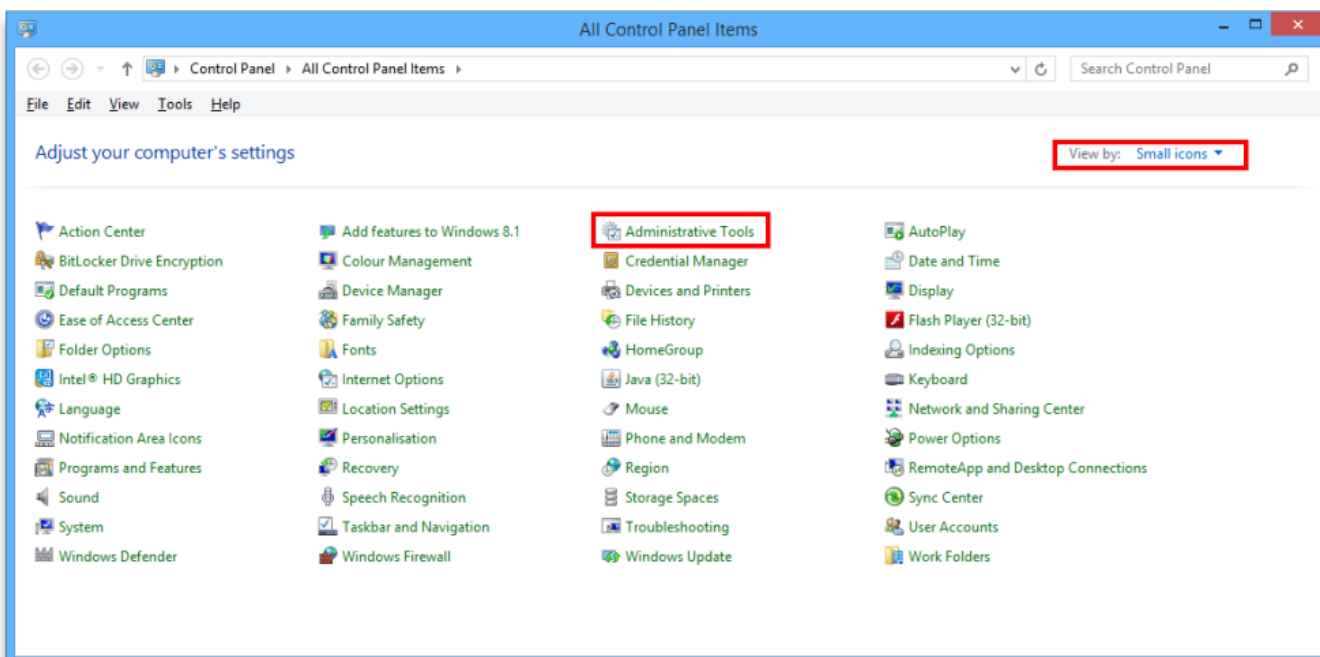 All Control Panel Items
Control Panel All Control Panel Items Search Control Panel
File Edit View Tools Help
Adjust your computer's settings View by: Small icons
Action Center Add features to Windows 8.1 Administrative Tools AutoPlay
BitLocker Drive Encryption Colour Management Credential Manager Date and Time
Default Programs Device Manager Devices and Printers Display
Ease of Access Center Family Safety File History Flash Player (32-bit)
Folder Options Fonts HomeGroup Indexing Options
Intel® HD Graphics Internet Options Java (32-bit) Keyboard
Language Location Settings Mouse Network and Sharing Center
Notification Area Icons Personalisation Phone and Modem Power Options
Programs and Features Recovery Region RemoteApp and Desktop Connections
Sound Speech Recognition Storage Spaces Sync Center
System Taskbar and Navigation Troubleshooting User Accounts
Windows Defender Windows Firewall Windows Update Work Folders